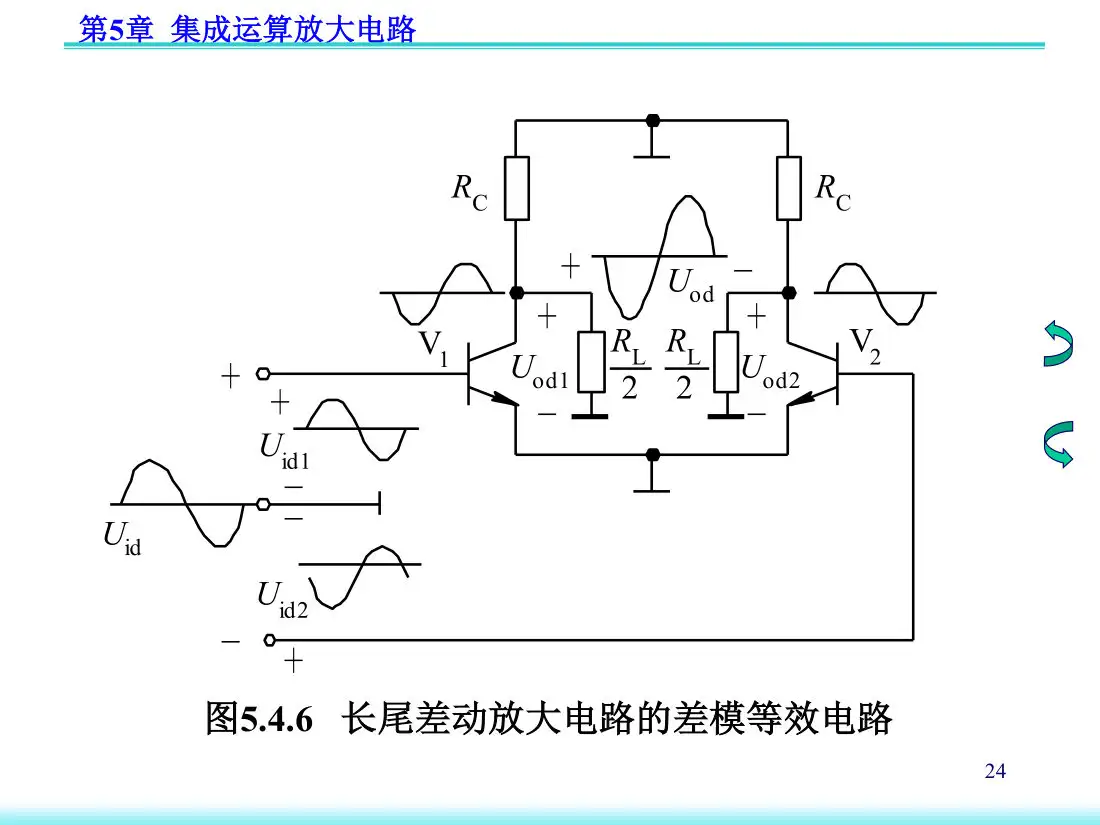 第5章 集成运算放大电路
RC
RC
+
Uod
−
+
+
V1
V2
Uod1
RL/2
RL/2
Uod2
−
−
+
+
Uid1
−
−
Uid
Uid2
−
+
图5.4.6 长尾差动放大电路的差模等效电路
24